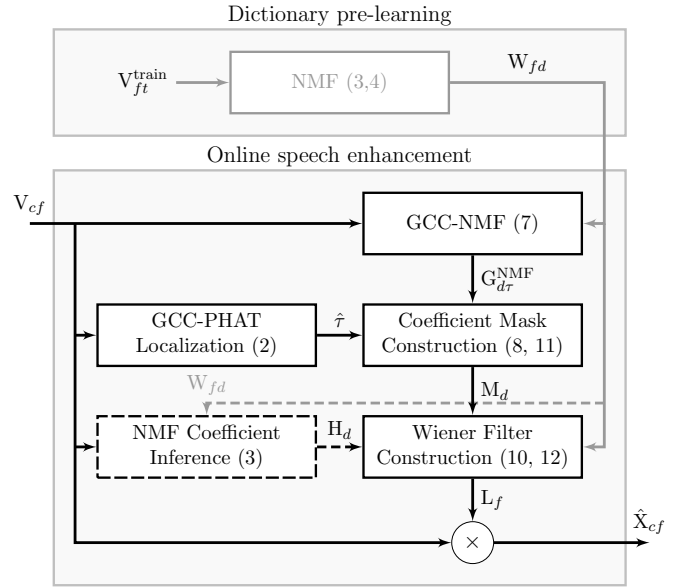 Dictionary pre-learning
V_{ft}^{train}
NMF (3,4)
W_{fd}
Online speech enhancement
V_{cf}
GCC-NMF (7)
G_{dτ}^{NMF}
GCC-PHAT
Localization (2)
τ̂
Coefficient Mask
Construction (8, 11)
W_{fd}
M_d
NMF Coefficient
Inference (3)
H_d
Wiener Filter
Construction (10, 12)
L_f
×
X̂_{cf}